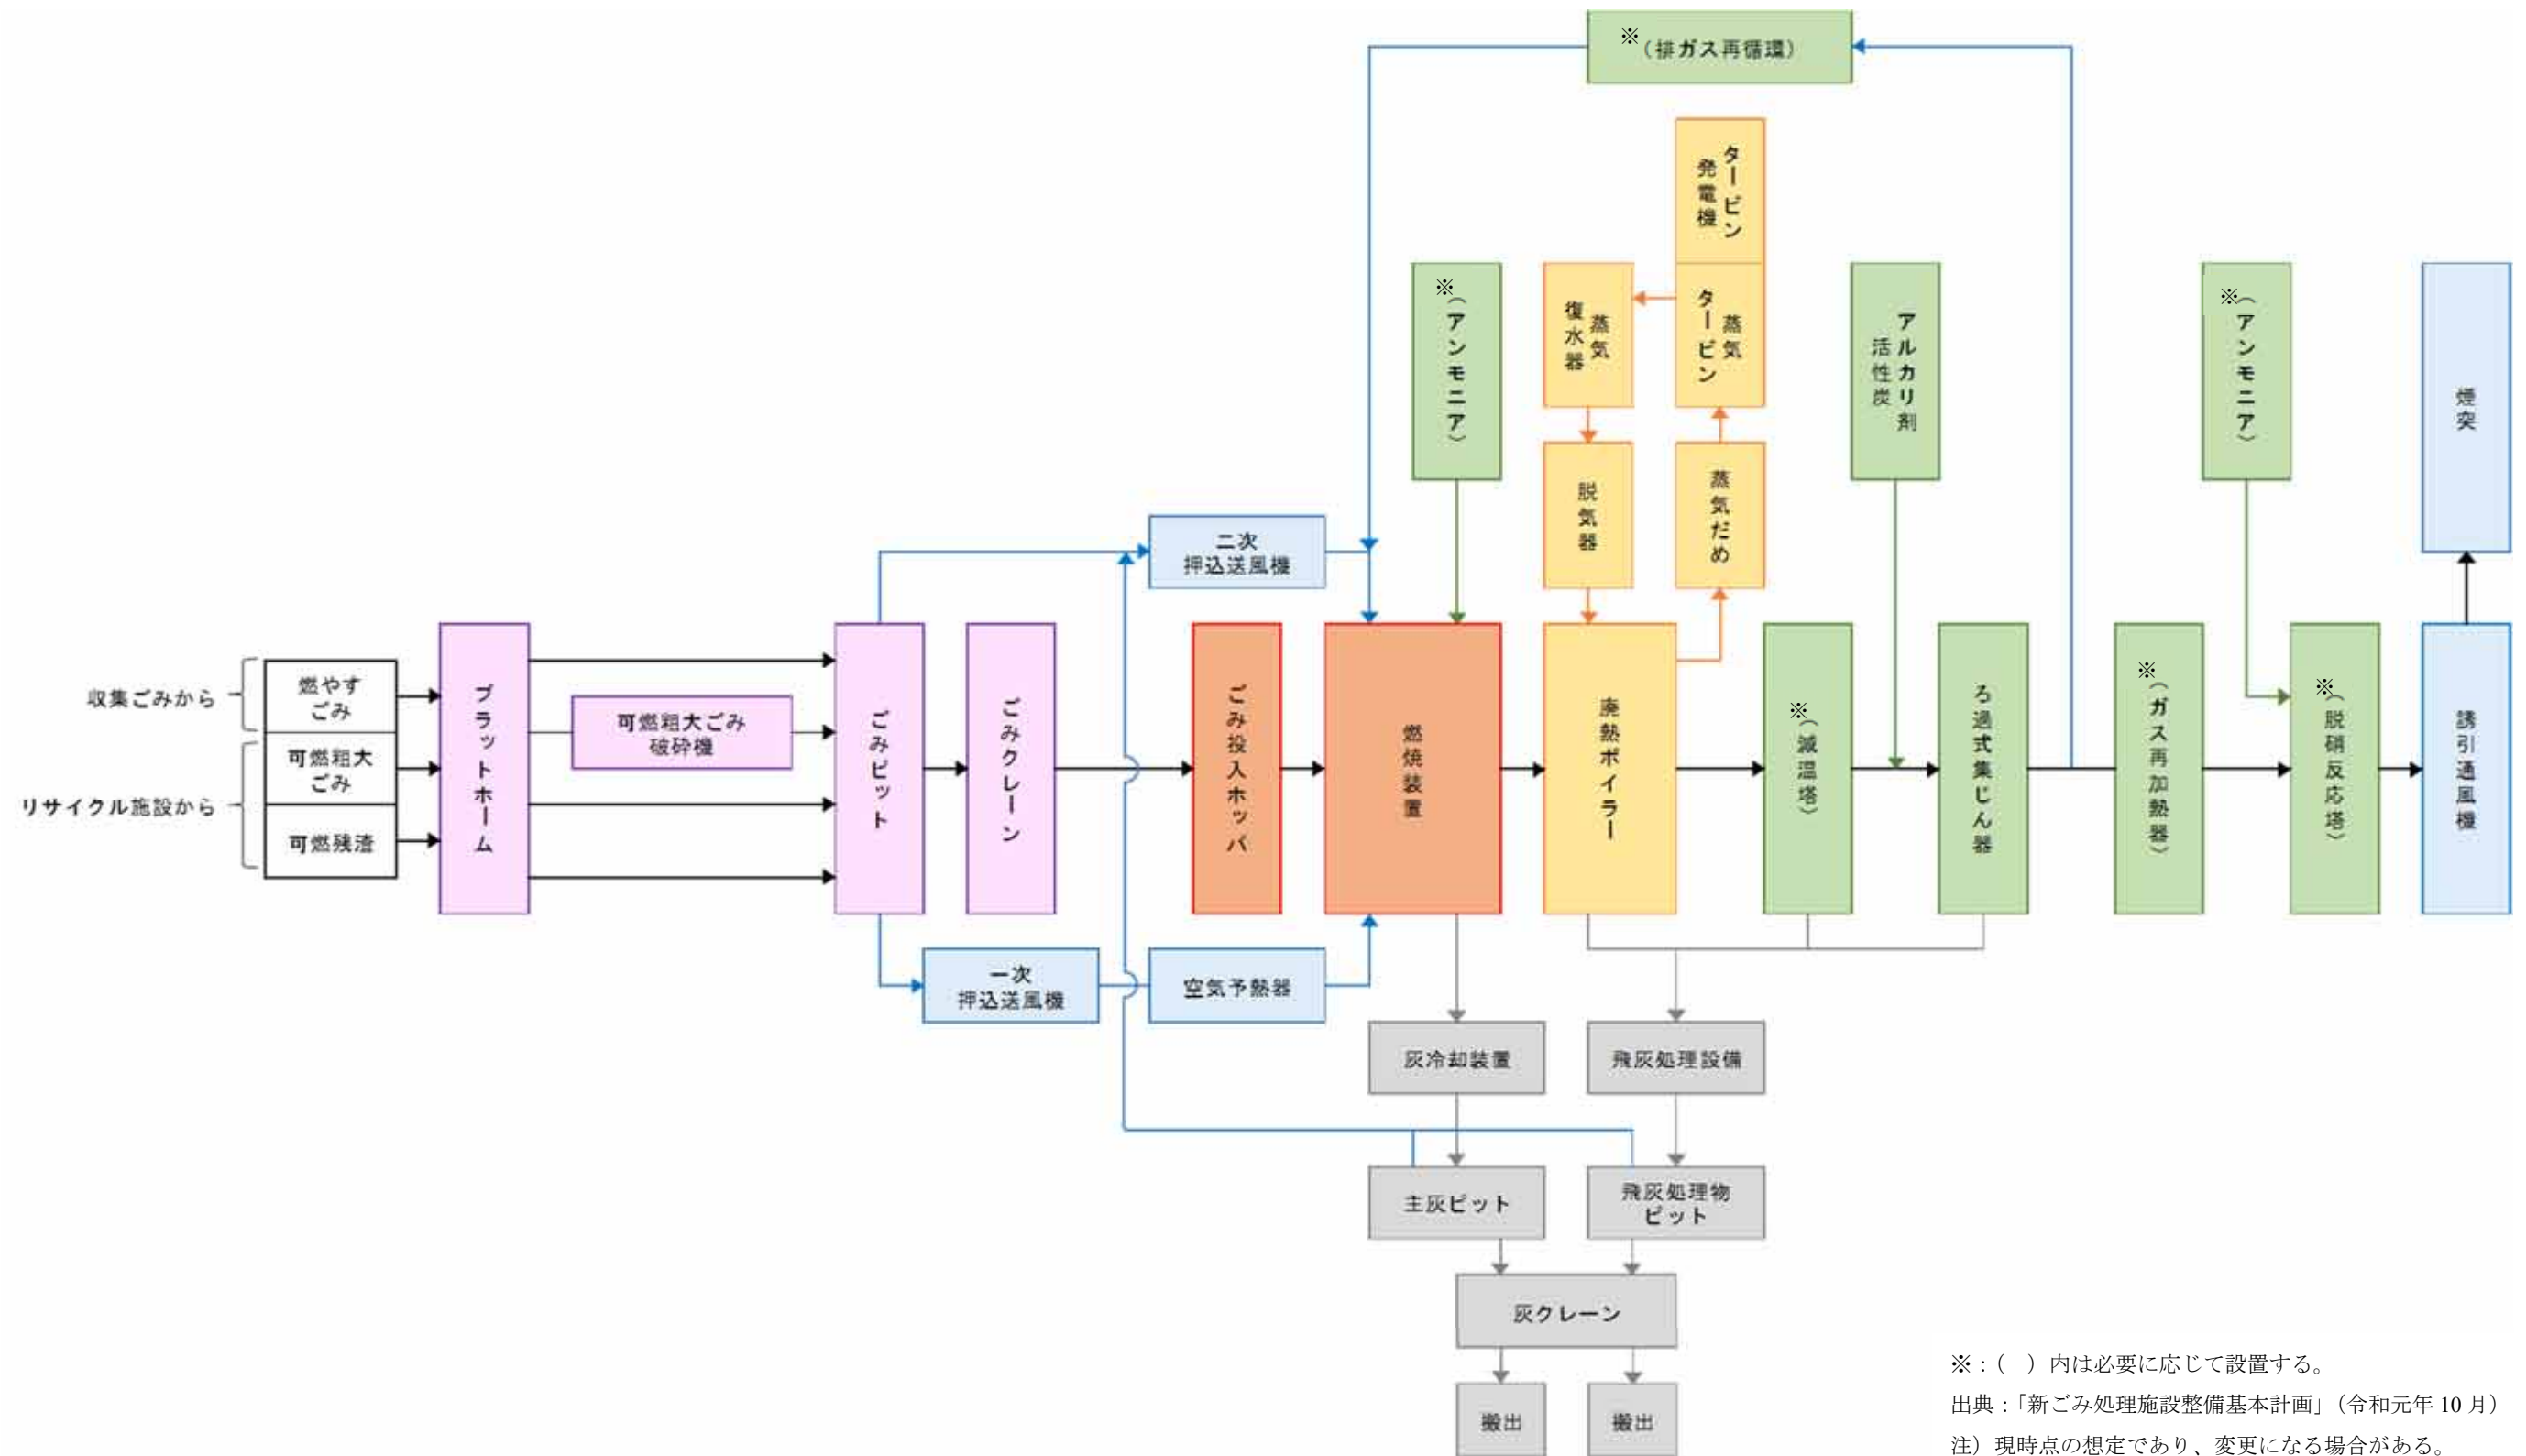 ※（排ガス再循環）
タービン
発電機
※（アンモニア）
蒸気
復水器
蒸気
タービン
アルカリ剤
活性炭
※（アンモニア）
煙突
脱気器
蒸気だめ
二次
押込送風機
収集ごみから
リサイクル施設から
燃やす
ごみ
可燃粗大
ごみ
可燃残渣
プラットホーム
可燃粗大ごみ
破砕機
ごみピット
ごみクレーン
ごみ投入ホッパ
燃焼装置
廃熱ボイラー
※（減温塔）
ろ過式集じん器
※（ガス再加熱器）
※（脱硝反応塔）
誘引通風機
一次
押込送風機
空気予熱器
灰冷却装置
飛灰処理設備
主灰ピット
飛灰処理物
ピット
灰クレーン
搬出
搬出
※：（　）内は必要に応じて設置する。
出典：「新ごみ処理施設整備基本計画」（令和元年 10 月）
注）現時点の想定であり、変更になる場合がある。